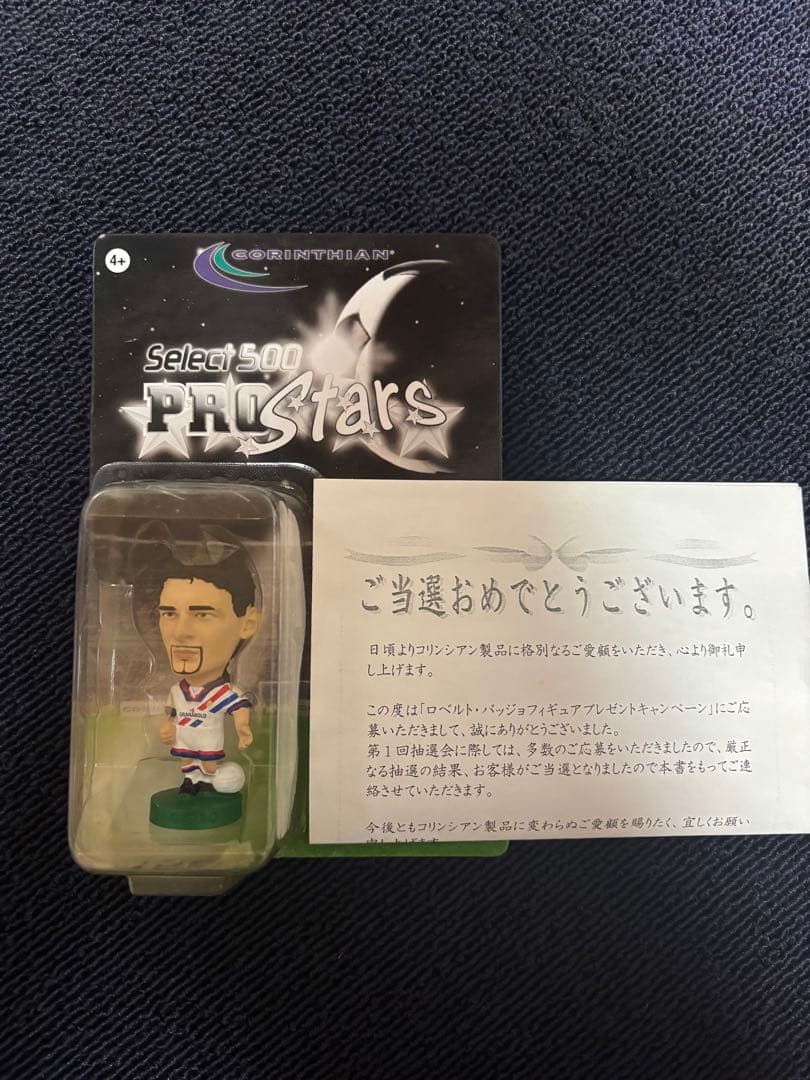 4+
CORINTHIAN
Select 500
PROStars
GRANAROLO
ご当選おめでとうございます。
日頃よりコリンシアン製品に格別なるご愛顧をいただき、心より御礼申
し上げます。
この度は「ロベルト・バッジョフィギュアプレゼントキャンペーン」にご応
募いただきまして、誠にありがとうございました。
第1回抽選会に際しては、多数のご応募をいただきましたので、厳正
なる抽選の結果、お客様がご当選となりましたので本書をもってご連
絡させていただきます。
今後ともコリンシアン製品に変わらぬご愛顧を賜りたく、宜しくお願い
申し上げます。